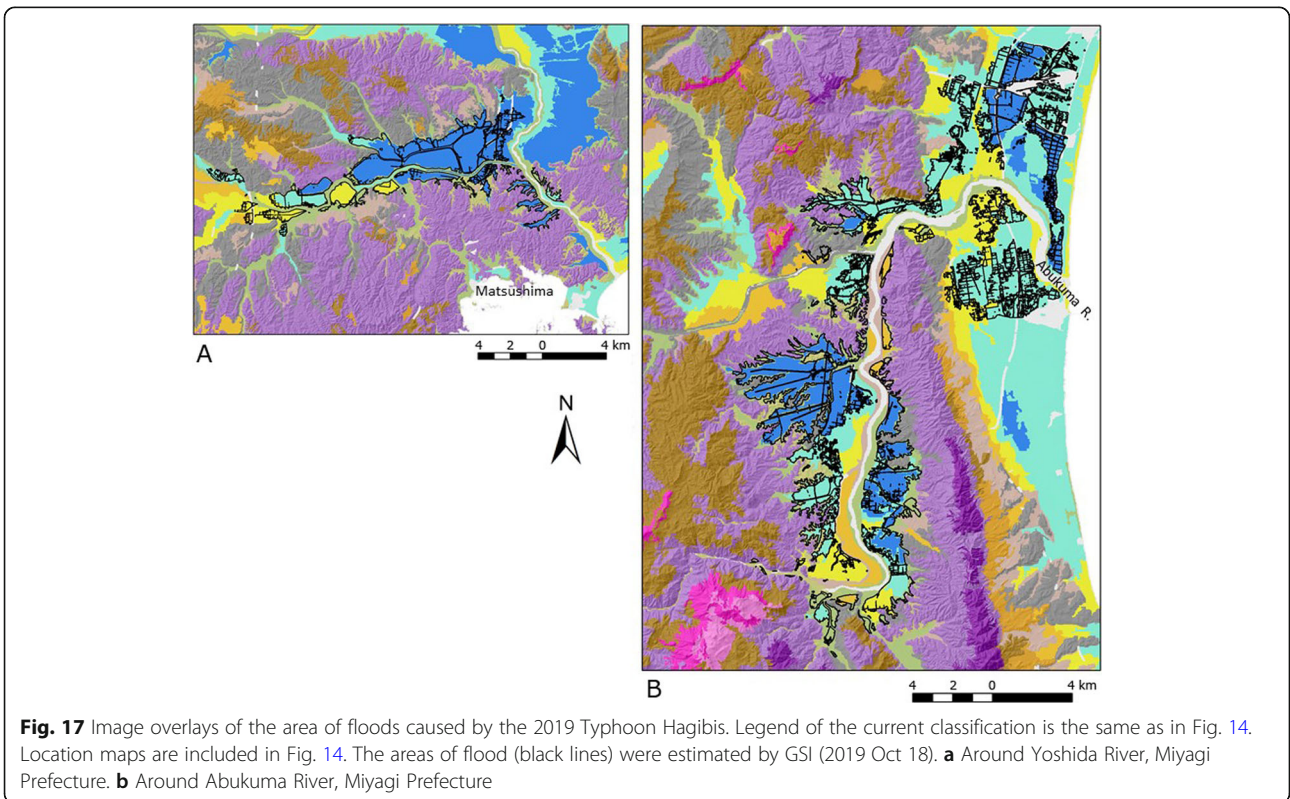 Matsushima
A
4 2 0 4 km
N
Abukuma R.
B
4 2 0 4 km
Fig. 17 Image overlays of the area of floods caused by the 2019 Typhoon Hagibis. Legend of the current classification is the same as in Fig. 14.
Location maps are included in Fig. 14. The areas of flood (black lines) were estimated by GSI (2019 Oct 18). a Around Yoshida River, Miyagi
Prefecture. b Around Abukuma River, Miyagi Prefecture